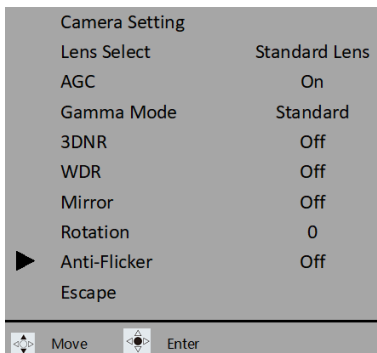 Camera Setting
Lens Select Standard Lens
AGC On
Gamma Mode Standard
3DNR Off
WDR Off
Mirror Off
Rotation 0
Anti-Flicker Off
Escape
Move Enter